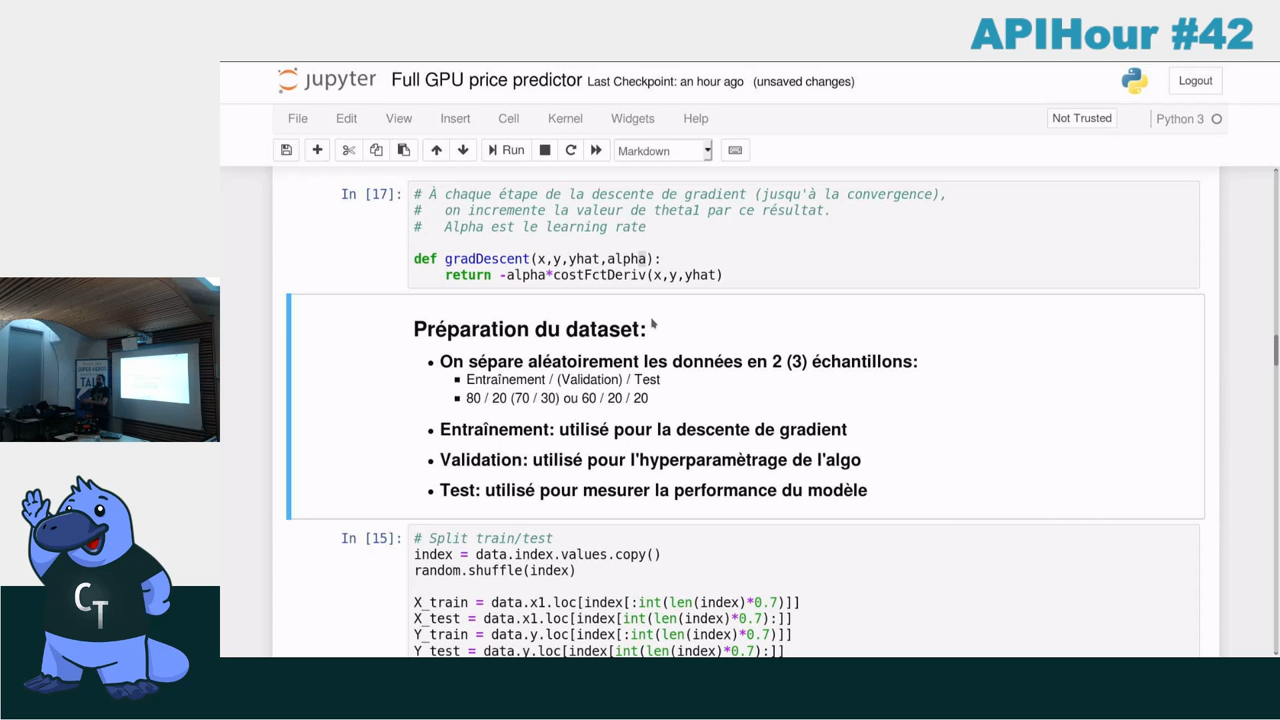 APIHour #42
jupyter Full GPU price predictor Last Checkpoint: an hour ago (unsaved changes) Logout
File Edit View Insert Cell Kernel Widgets Help Not Trusted Python 3
Run Markdown
In [17]: # À chaque étape de la descente de gradient (jusqu'à la convergence),
# on incremente la valeur de theta1 par ce résultat.
# Alpha est le learning rate
def gradDescent(x,y,yhat,alpha):
return -alpha*costFctDeriv(x,y,yhat)
Préparation du dataset:
• On sépare aléatoirement les données en 2 (3) échantillons:
▪ Entraînement / (Validation) / Test
▪ 80 / 20 (70 / 30) ou 60 / 20 / 20
• Entraînement: utilisé pour la descente de gradient
• Validation: utilisé pour l'hyperparamètrage de l'algo
• Test: utilisé pour mesurer la performance du modèle
In [15]: # Split train/test
index = data.index.values.copy()
random.shuffle(index)
X_train = data.x1.loc[index[:int(len(index)*0.7)]]
X_test = data.x1.loc[index[int(len(index)*0.7):]]
Y_train = data.y.loc[index[:int(len(index)*0.7)]]
Y_test = data.y.loc[index[int(len(index)*0.7):]]
CT